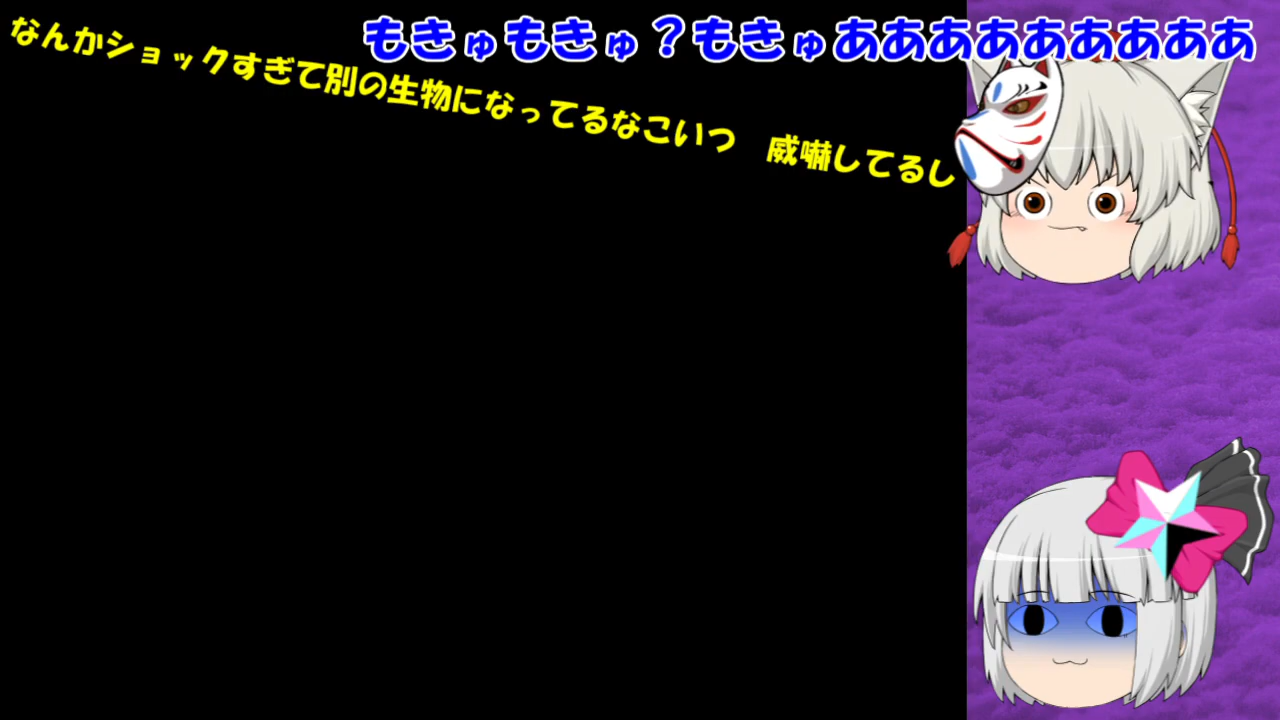 もきゅもきゅ？もきゅああああああああああ
なんかショックすぎて別の生物になってるなこいつ　威嚇してるし